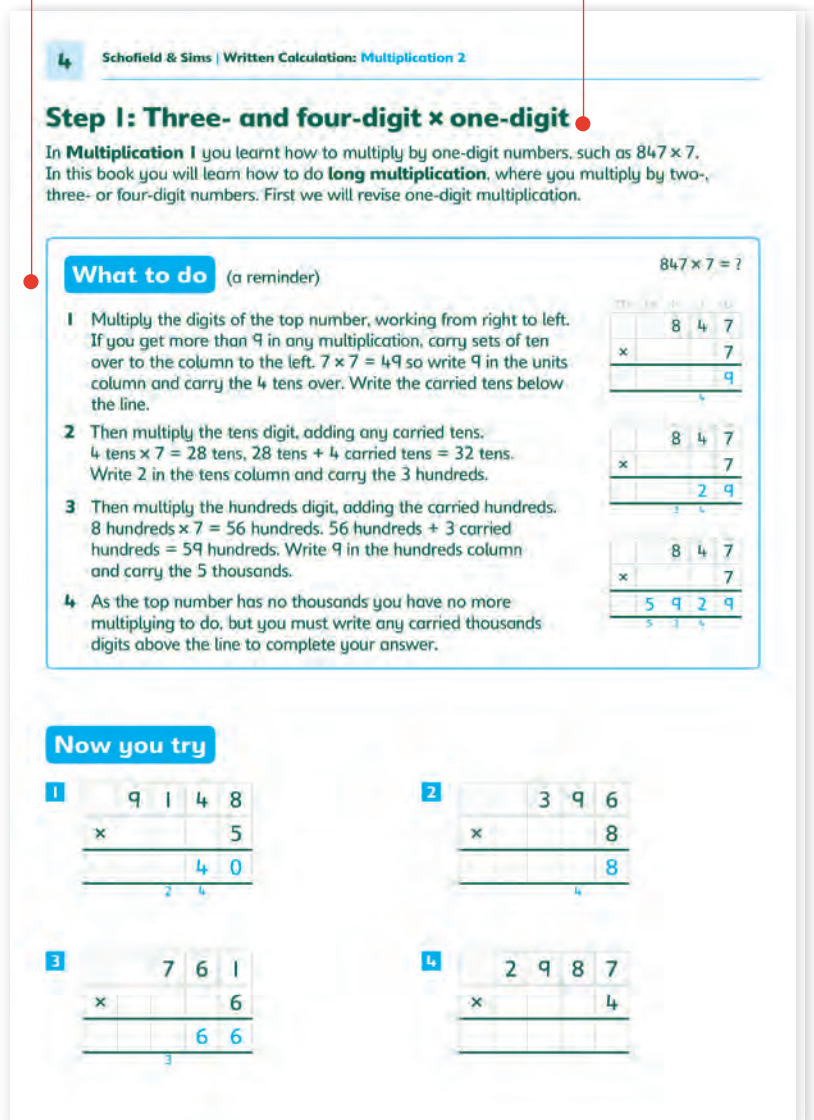 4 Schofield & Sims | Written Calculation: Multiplication 2
Step 1: Three- and four-digit × one-digit
In Multiplication 1 you learnt how to multiply by one-digit numbers, such as 847 × 7.
In this book you will learn how to do long multiplication, where you multiply by two-,
three- or four-digit numbers. First we will revise one-digit multiplication.
What to do (a reminder)
847 × 7 = ?
1 Multiply the digits of the top number, working from right to left.
If you get more than 9 in any multiplication, carry sets of ten
over to the column to the left. 7 × 7 = 49 so write 9 in the units
column and carry the 4 tens over. Write the carried tens below
the line.
8 4 7
× 7
9
4
2 Then multiply the tens digit, adding any carried tens.
4 tens × 7 = 28 tens, 28 tens + 4 carried tens = 32 tens.
Write 2 in the tens column and carry the 3 hundreds.
8 4 7
× 7
2 9
3 4
3 Then multiply the hundreds digit, adding the carried hundreds.
8 hundreds × 7 = 56 hundreds. 56 hundreds + 3 carried
hundreds = 59 hundreds. Write 9 in the hundreds column
and carry the 5 thousands.
4 As the top number has no thousands you have no more
multiplying to do, but you must write any carried thousands
digits above the line to complete your answer.
8 4 7
× 7
5 9 2 9
5 3 4
Now you try
1
9 1 4 8
× 5
4 0
2 4
2
3 9 6
× 8
8
4
3
7 6 1
× 6
6 6
3
4
2 9 8 7
× 4